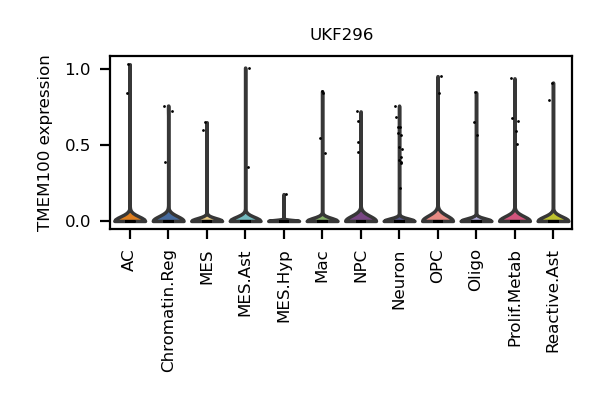 UKF296
TMEM100 expression
1.0
0.5
0.0
AC
Chromatin.Reg
MES
MES.Ast
MES.Hyp
Mac
NPC
Neuron
OPC
Oligo
Prolif.Metab
Reactive.Ast